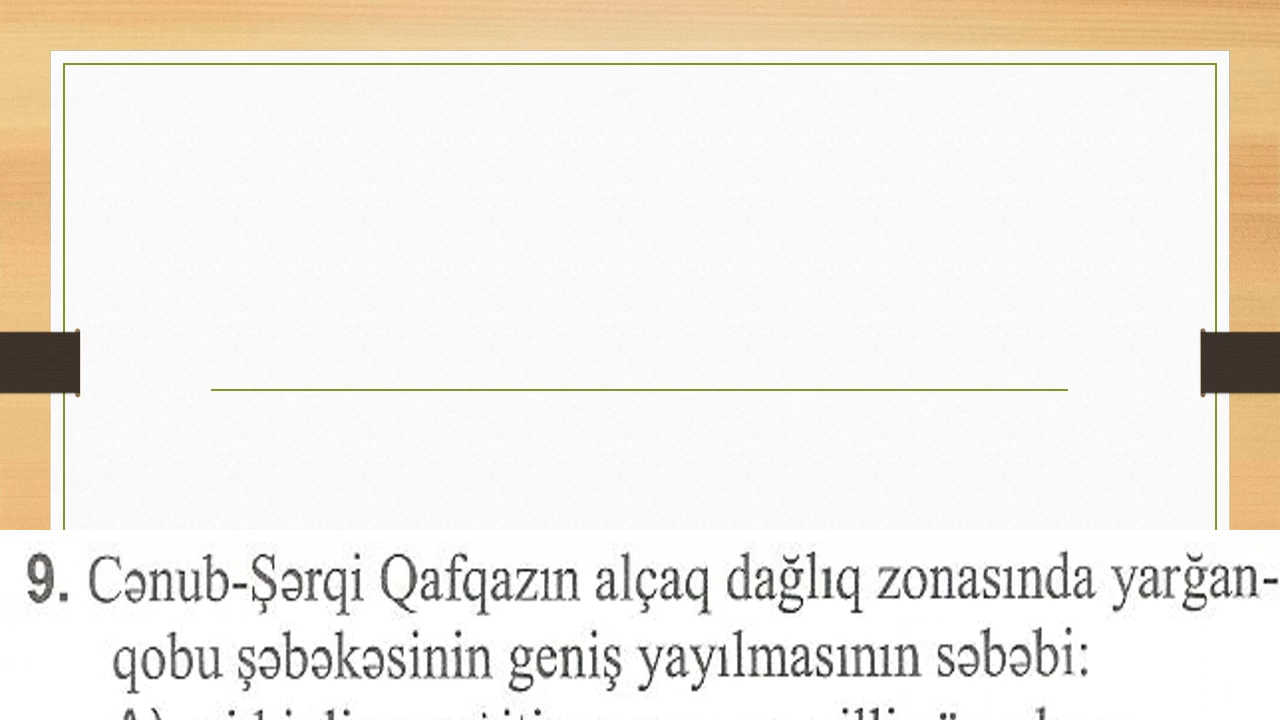 9. Cənub-Şərqi Qafqazın alçaq dağlıq zonasında yarğan-
qobu şəbəkəsinin geniş yayılmasının səbəbi: